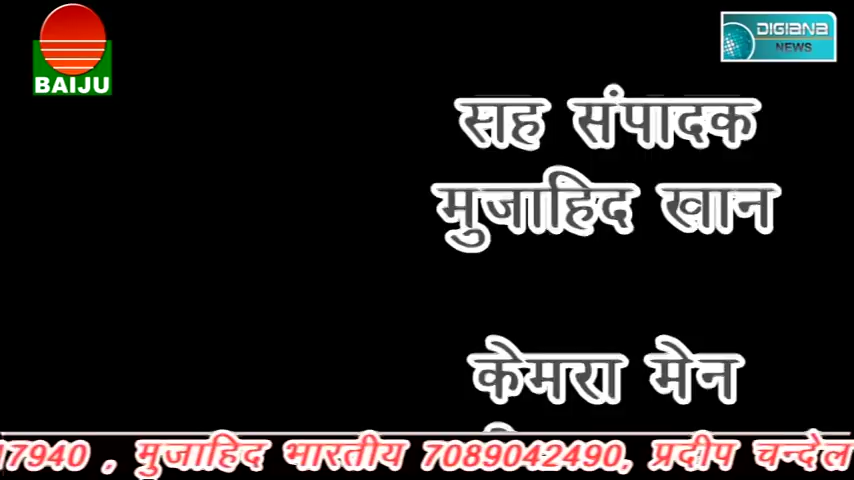 BAIJU
DIGIANA
NEWS
सह संपादक
मुजाहिद खान
केमरा मेन
17940 , मुजाहिद भारतीय 7089042490, प्रदीप चन्देल